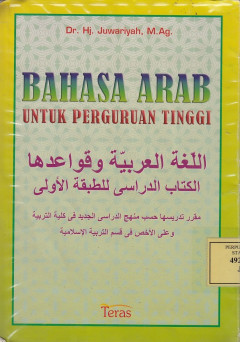 Dr. Hj. Juwariyah, M.Ag.
BAHASA ARAB
UNTUK PERGURUAN TINGGI
اللغة العربيّة وقواعدها
الكتاب الدراسى للطبقة الأولى
مقرر تدريسها حسب منهج الدراسى الجديد فى كلية التربية
وعلى الأخص فى قسم التربية الإسلامية
Teras